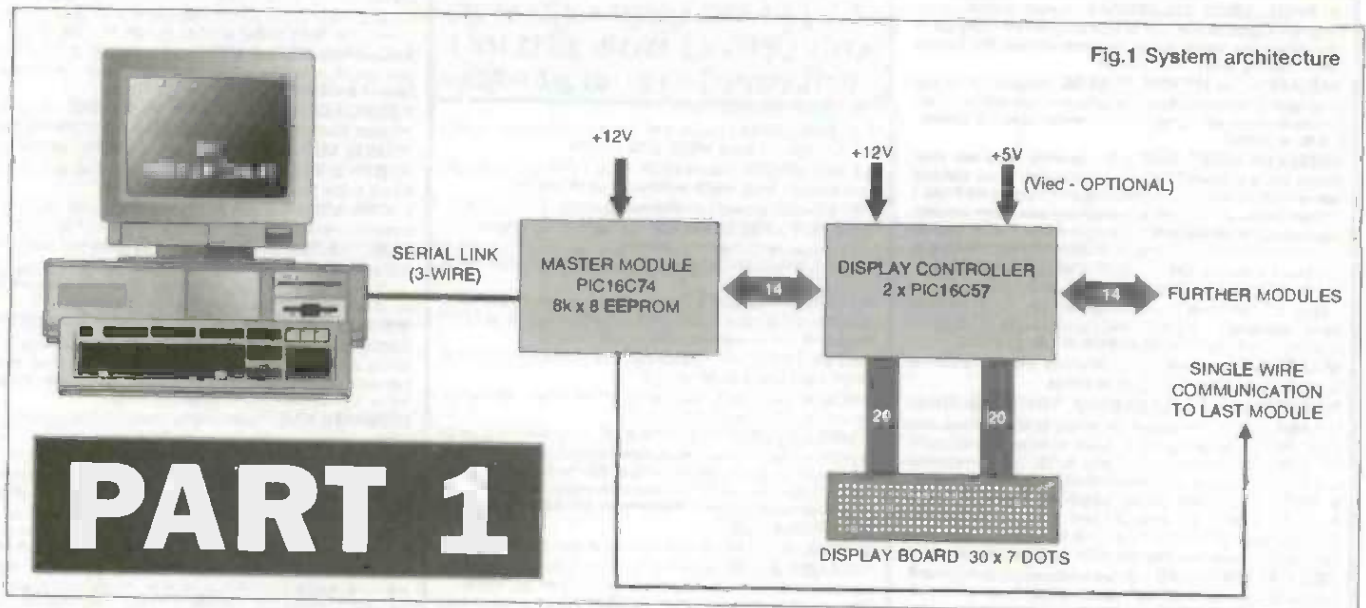 Fig.1 System architecture
+12V
+12V
+5V
(Vled - OPTIONAL)
SERIAL LINK
(3-WIRE)
MASTER MODULE
PIC16C74
8k x 8 EEPROM
14
DISPLAY CONTROLLER
2 x PIC16C57
14
FURTHER MODULES
SINGLE WIRE
COMMUNICATION
TO LAST MODULE
20
20
DISPLAY BOARD 30 x 7 DOTS
PART 1